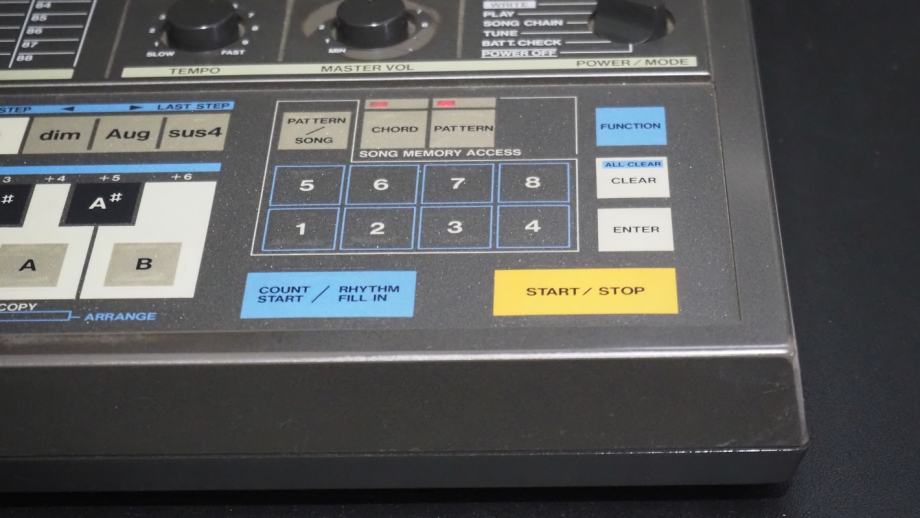 84
85
86
87
88
SLOW FAST
TEMPO
MIN
MASTER VOL
WRITE
PLAY
SONG CHAIN
TUNE
BATT. CHECK
POWER OFF
POWER / MODE
STEP ◄ ► LAST STEP
dim Aug sus4
3 +4 +5 +6
# A#
A B
COPY
ARRANGE
PATTERN
/
SONG
CHORD
PATTERN
SONG MEMORY ACCESS
5 6 7 8
1 2 3 4
FUNCTION
ALL CLEAR
CLEAR
ENTER
COUNT / RHYTHM
START FILL IN
START / STOP